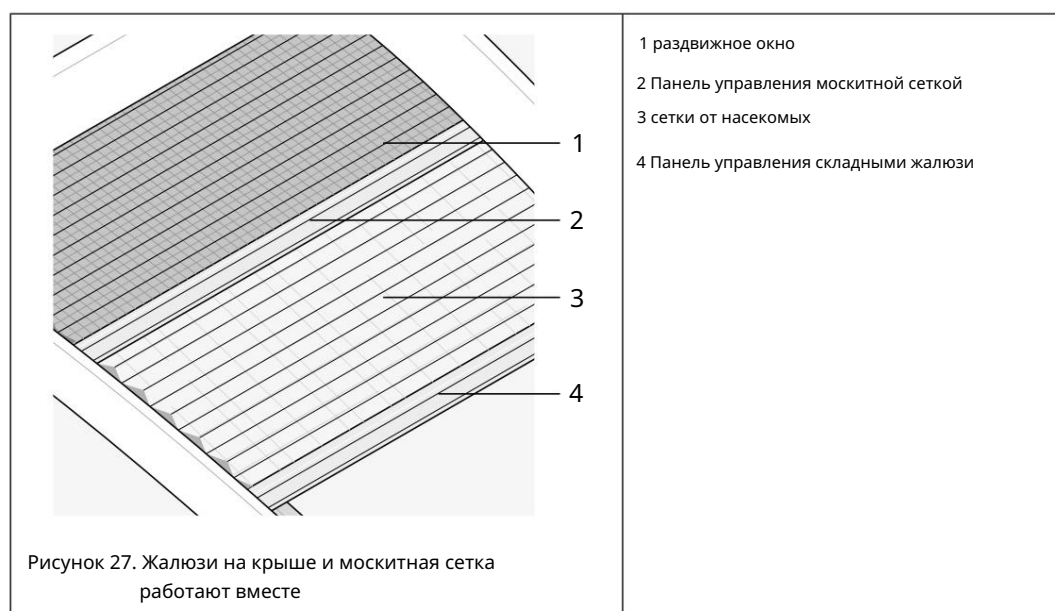 1
2
3
4
Рисунок 27. Жалюзи на крыше и москитная сетка
работают вместе
1 раздвижное окно
2 Панель управления москитной сеткой
3 сетки от насекомых
4 Панель управления складными жалюзи